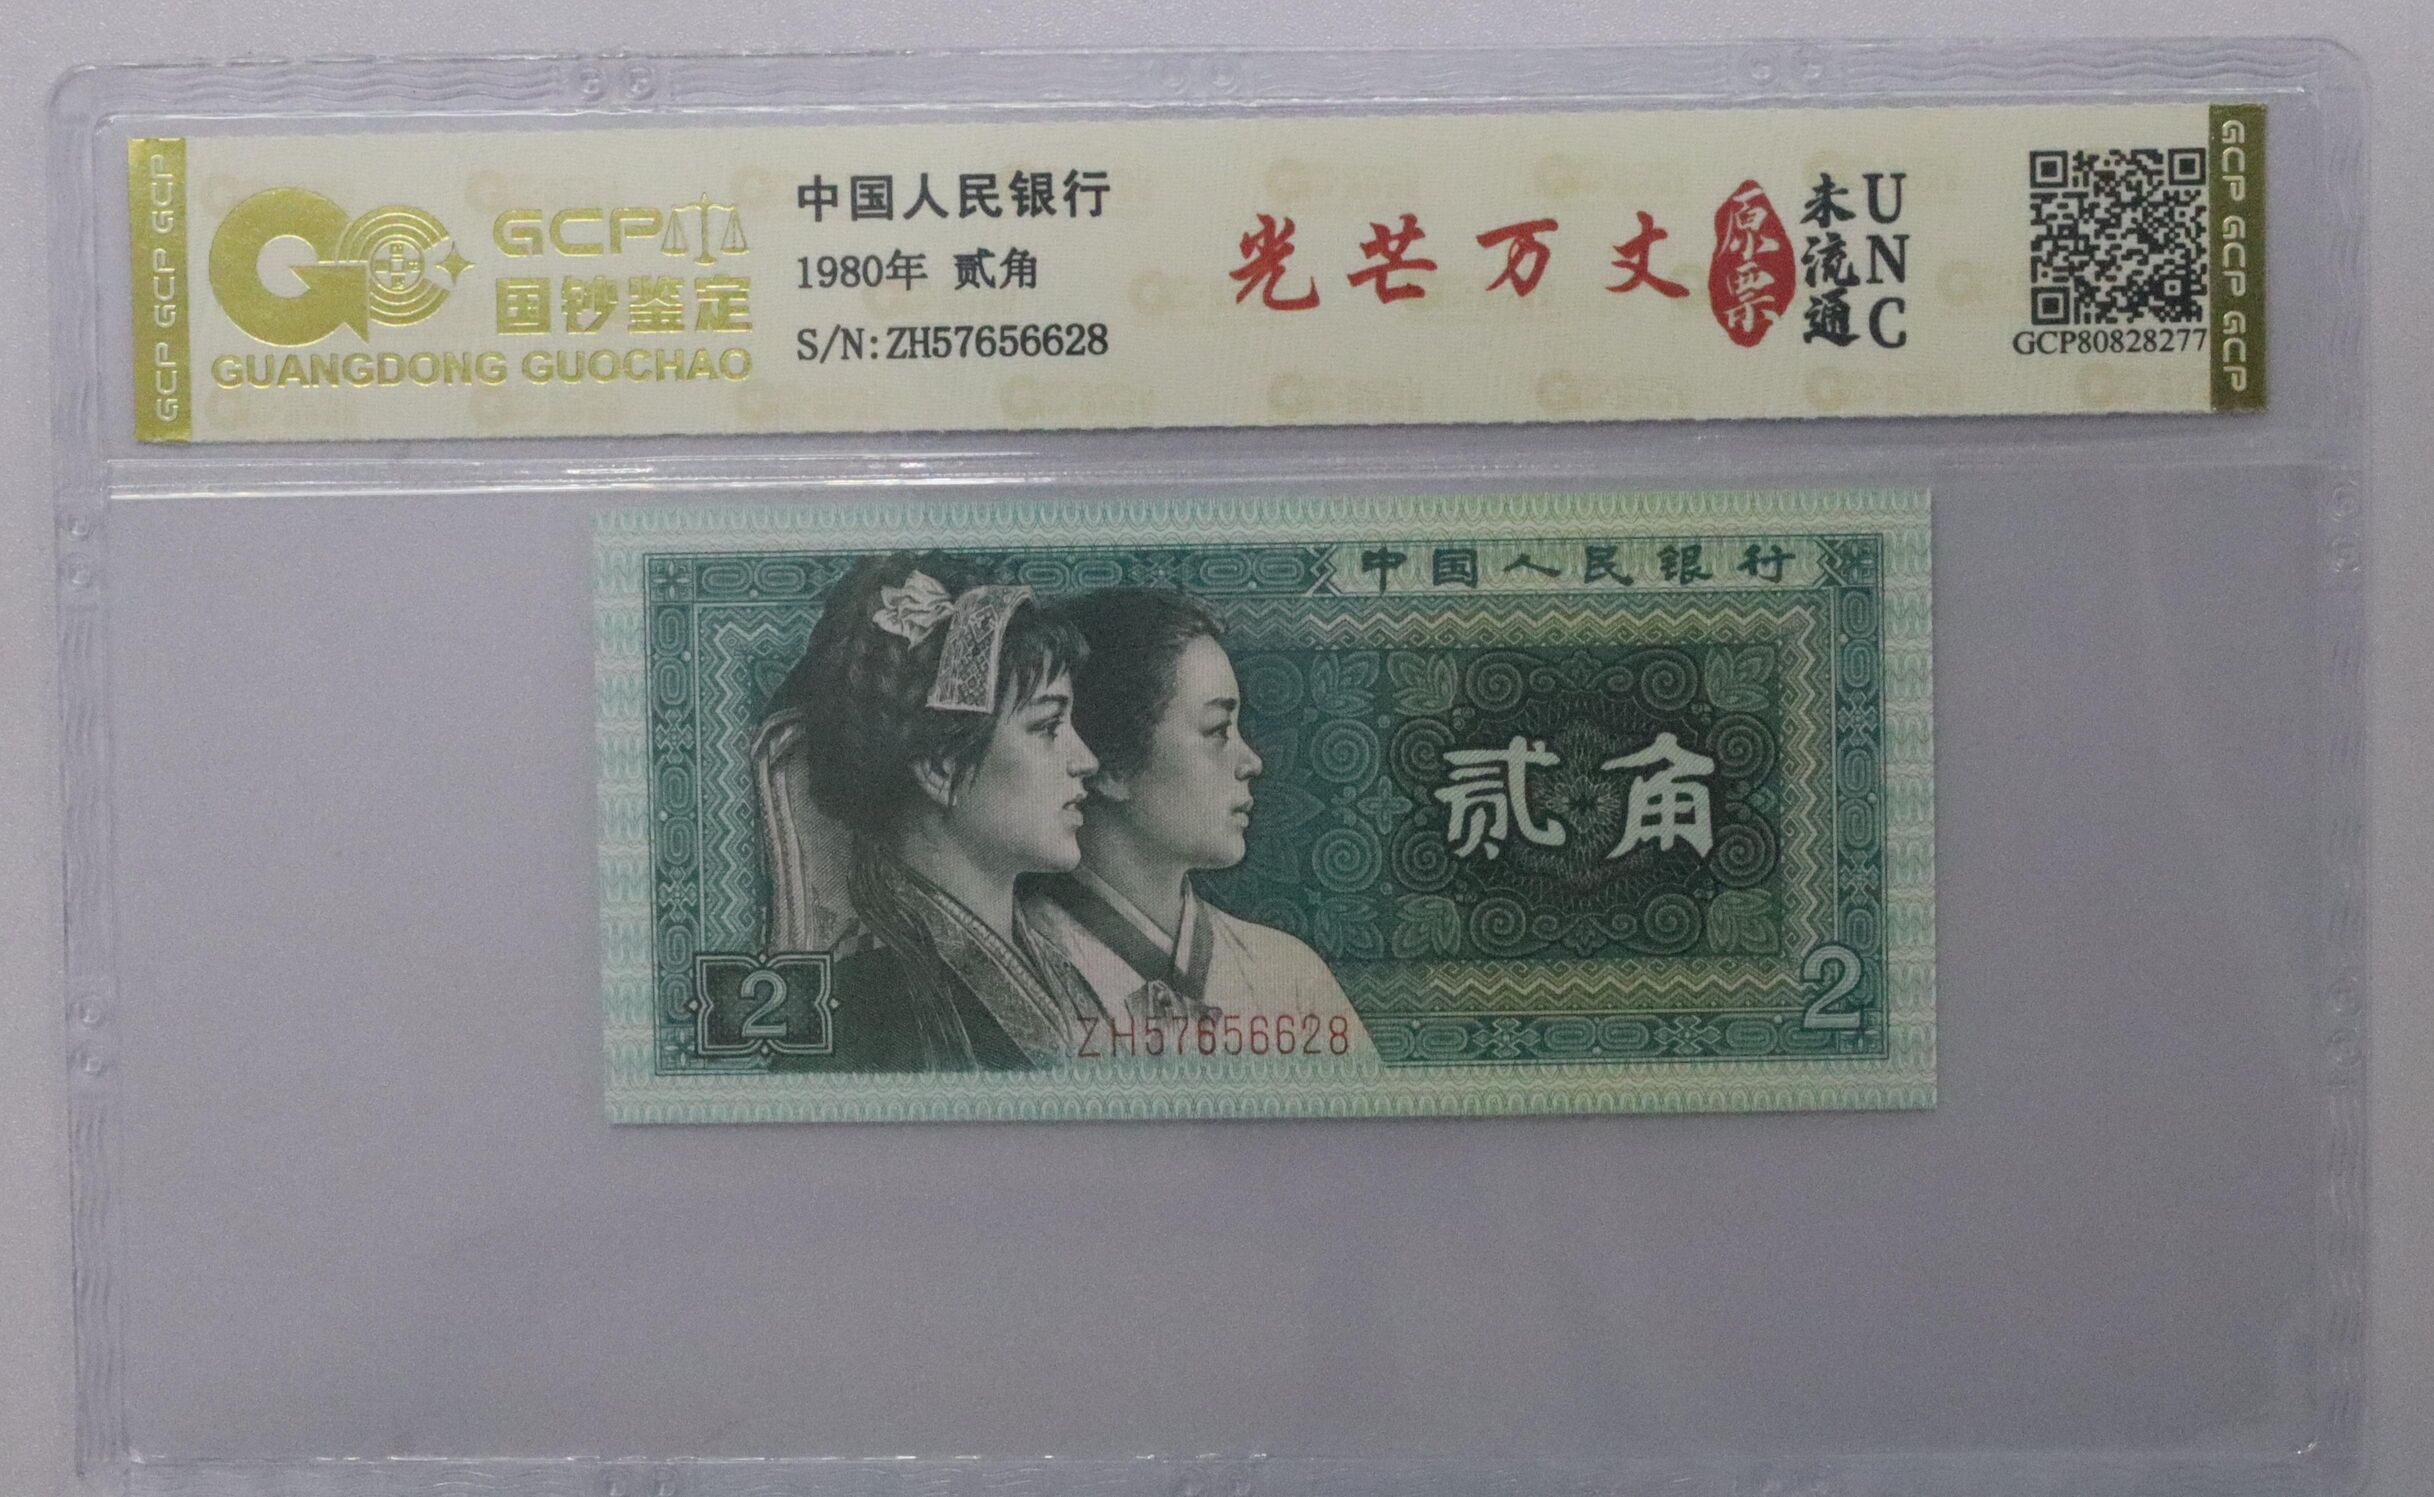 GCP GCP GCP
GCP
国钞鉴定
GUANGDONG GUOCHAO
中国人民银行
1980年 贰角
S/N:ZH57656628
光芒万丈
原票
未流通
UNC
GCP80828277
GCP GCP GCP
中国人民银行
贰角
2
2
ZH57656628